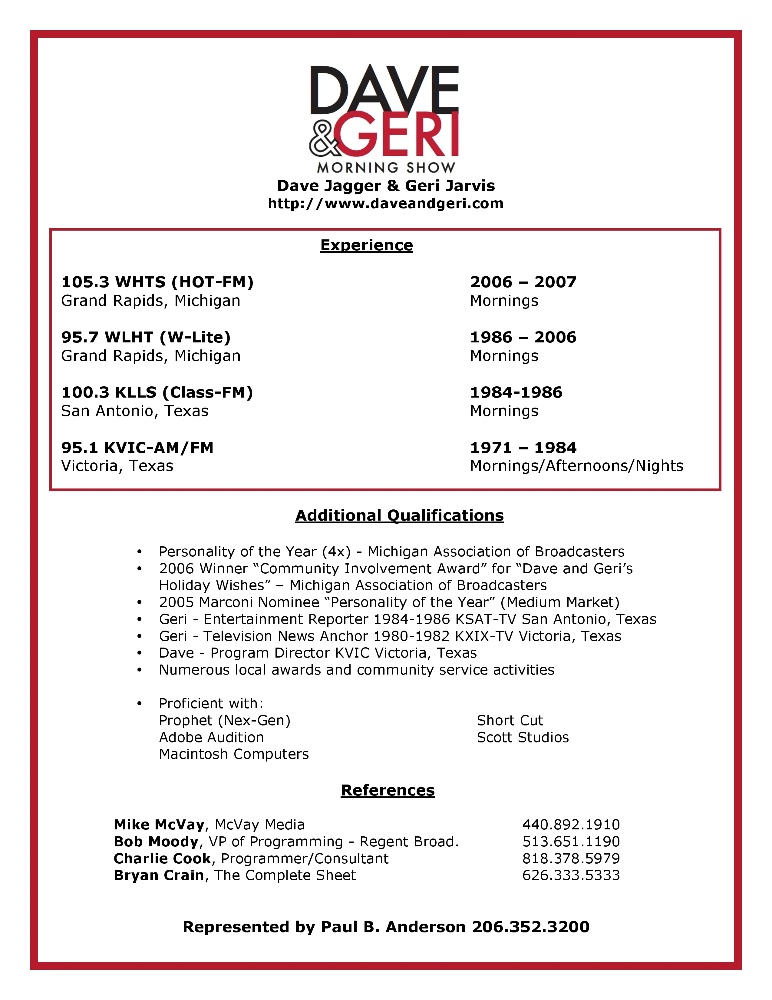 DAVE
&GERI
MORNING SHOW
Dave Jagger & Geri Jarvis
http://www.daveandgeri.com
Experience
105.3 WHTS (HOT-FM) 2006 – 2007
Grand Rapids, Michigan Mornings
95.7 WLHT (W-Lite) 1986 – 2006
Grand Rapids, Michigan Mornings
100.3 KLLS (Class-FM) 1984-1986
San Antonio, Texas Mornings
95.1 KVIC-AM/FM 1971 – 1984
Victoria, Texas Mornings/Afternoons/Nights
Additional Qualifications
• Personality of the Year (4x) - Michigan Association of Broadcasters
• 2006 Winner “Community Involvement Award” for “Dave and Geri’s
Holiday Wishes” – Michigan Association of Broadcasters
• 2005 Marconi Nominee “Personality of the Year” (Medium Market)
• Geri - Entertainment Reporter 1984-1986 KSAT-TV San Antonio, Texas
• Geri - Television News Anchor 1980-1982 KXIX-TV Victoria, Texas
• Dave - Program Director KVIC Victoria, Texas
• Numerous local awards and community service activities
• Proficient with:
Prophet (Nex-Gen) Short Cut
Adobe Audition Scott Studios
Macintosh Computers
References
Mike McVay, McVay Media 440.892.1910
Bob Moody, VP of Programming - Regent Broad. 513.651.1190
Charlie Cook, Programmer/Consultant 818.378.5979
Bryan Crain, The Complete Sheet 626.333.5333
Represented by Paul B. Anderson 206.352.3200